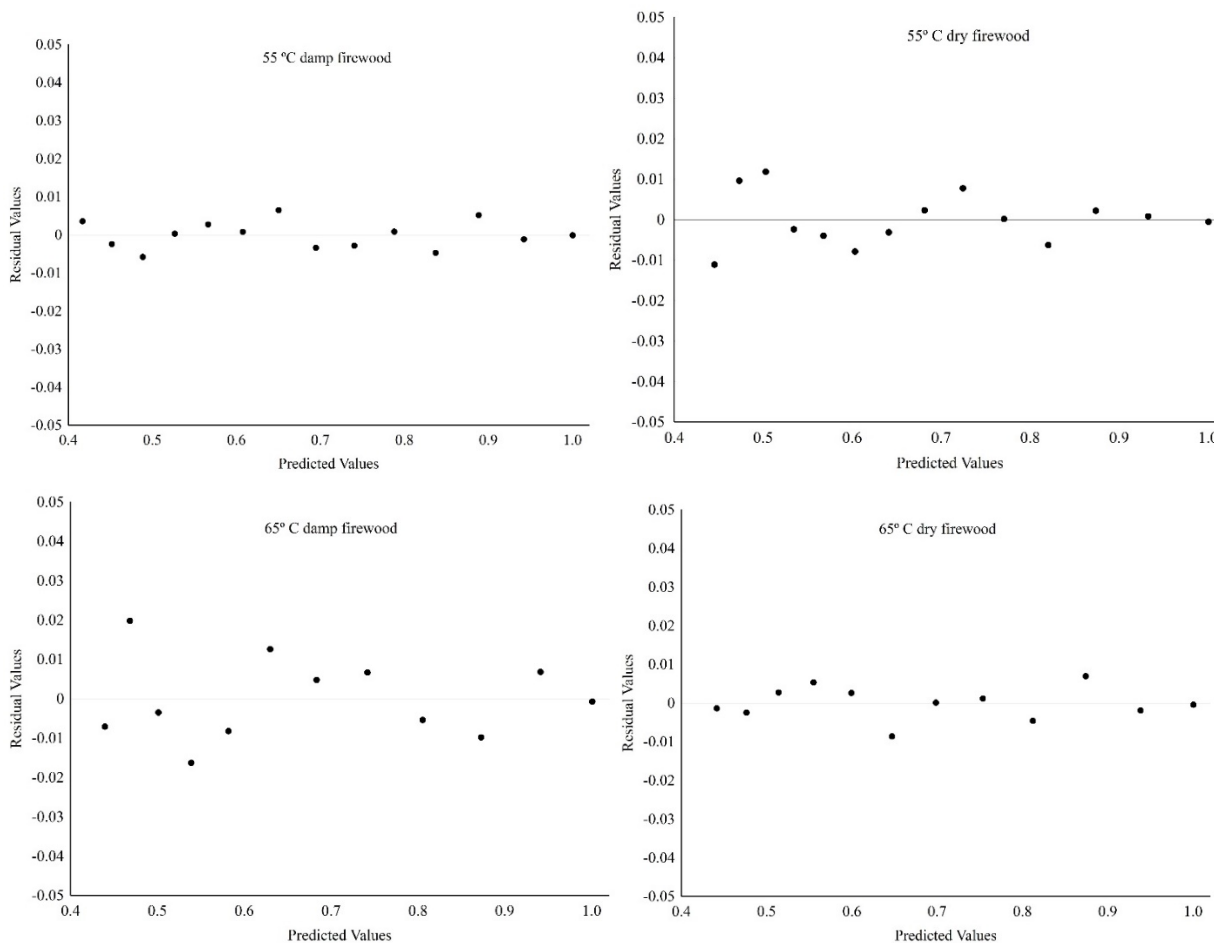 55 ºC damp firewood
0.05
0.04
0.03
0.02
0.01
0
-0.01
-0.02
-0.03
-0.04
-0.05
Residual Values
0.4 0.5 0.6 0.7 0.8 0.9 1.0
Predicted Values
55º C dry firewood
0.05
0.04
0.03
0.02
0.01
0
-0.01
-0.02
-0.03
-0.04
-0.05
Residual Values
0.4 0.5 0.6 0.7 0.8 0.9 1.0
Predicted Values
65º C damp firewood
0.05
0.04
0.03
0.02
0.01
0
-0.01
-0.02
-0.03
-0.04
-0.05
Residual Values
0.4 0.5 0.6 0.7 0.8 0.9 1.0
Predicted Values
65º C dry firewood
0.05
0.04
0.03
0.02
0.01
0
-0.01
-0.02
-0.03
-0.04
-0.05
Residual Values
0.4 0.5 0.6 0.7 0.8 0.9 1.0
Predicted Values